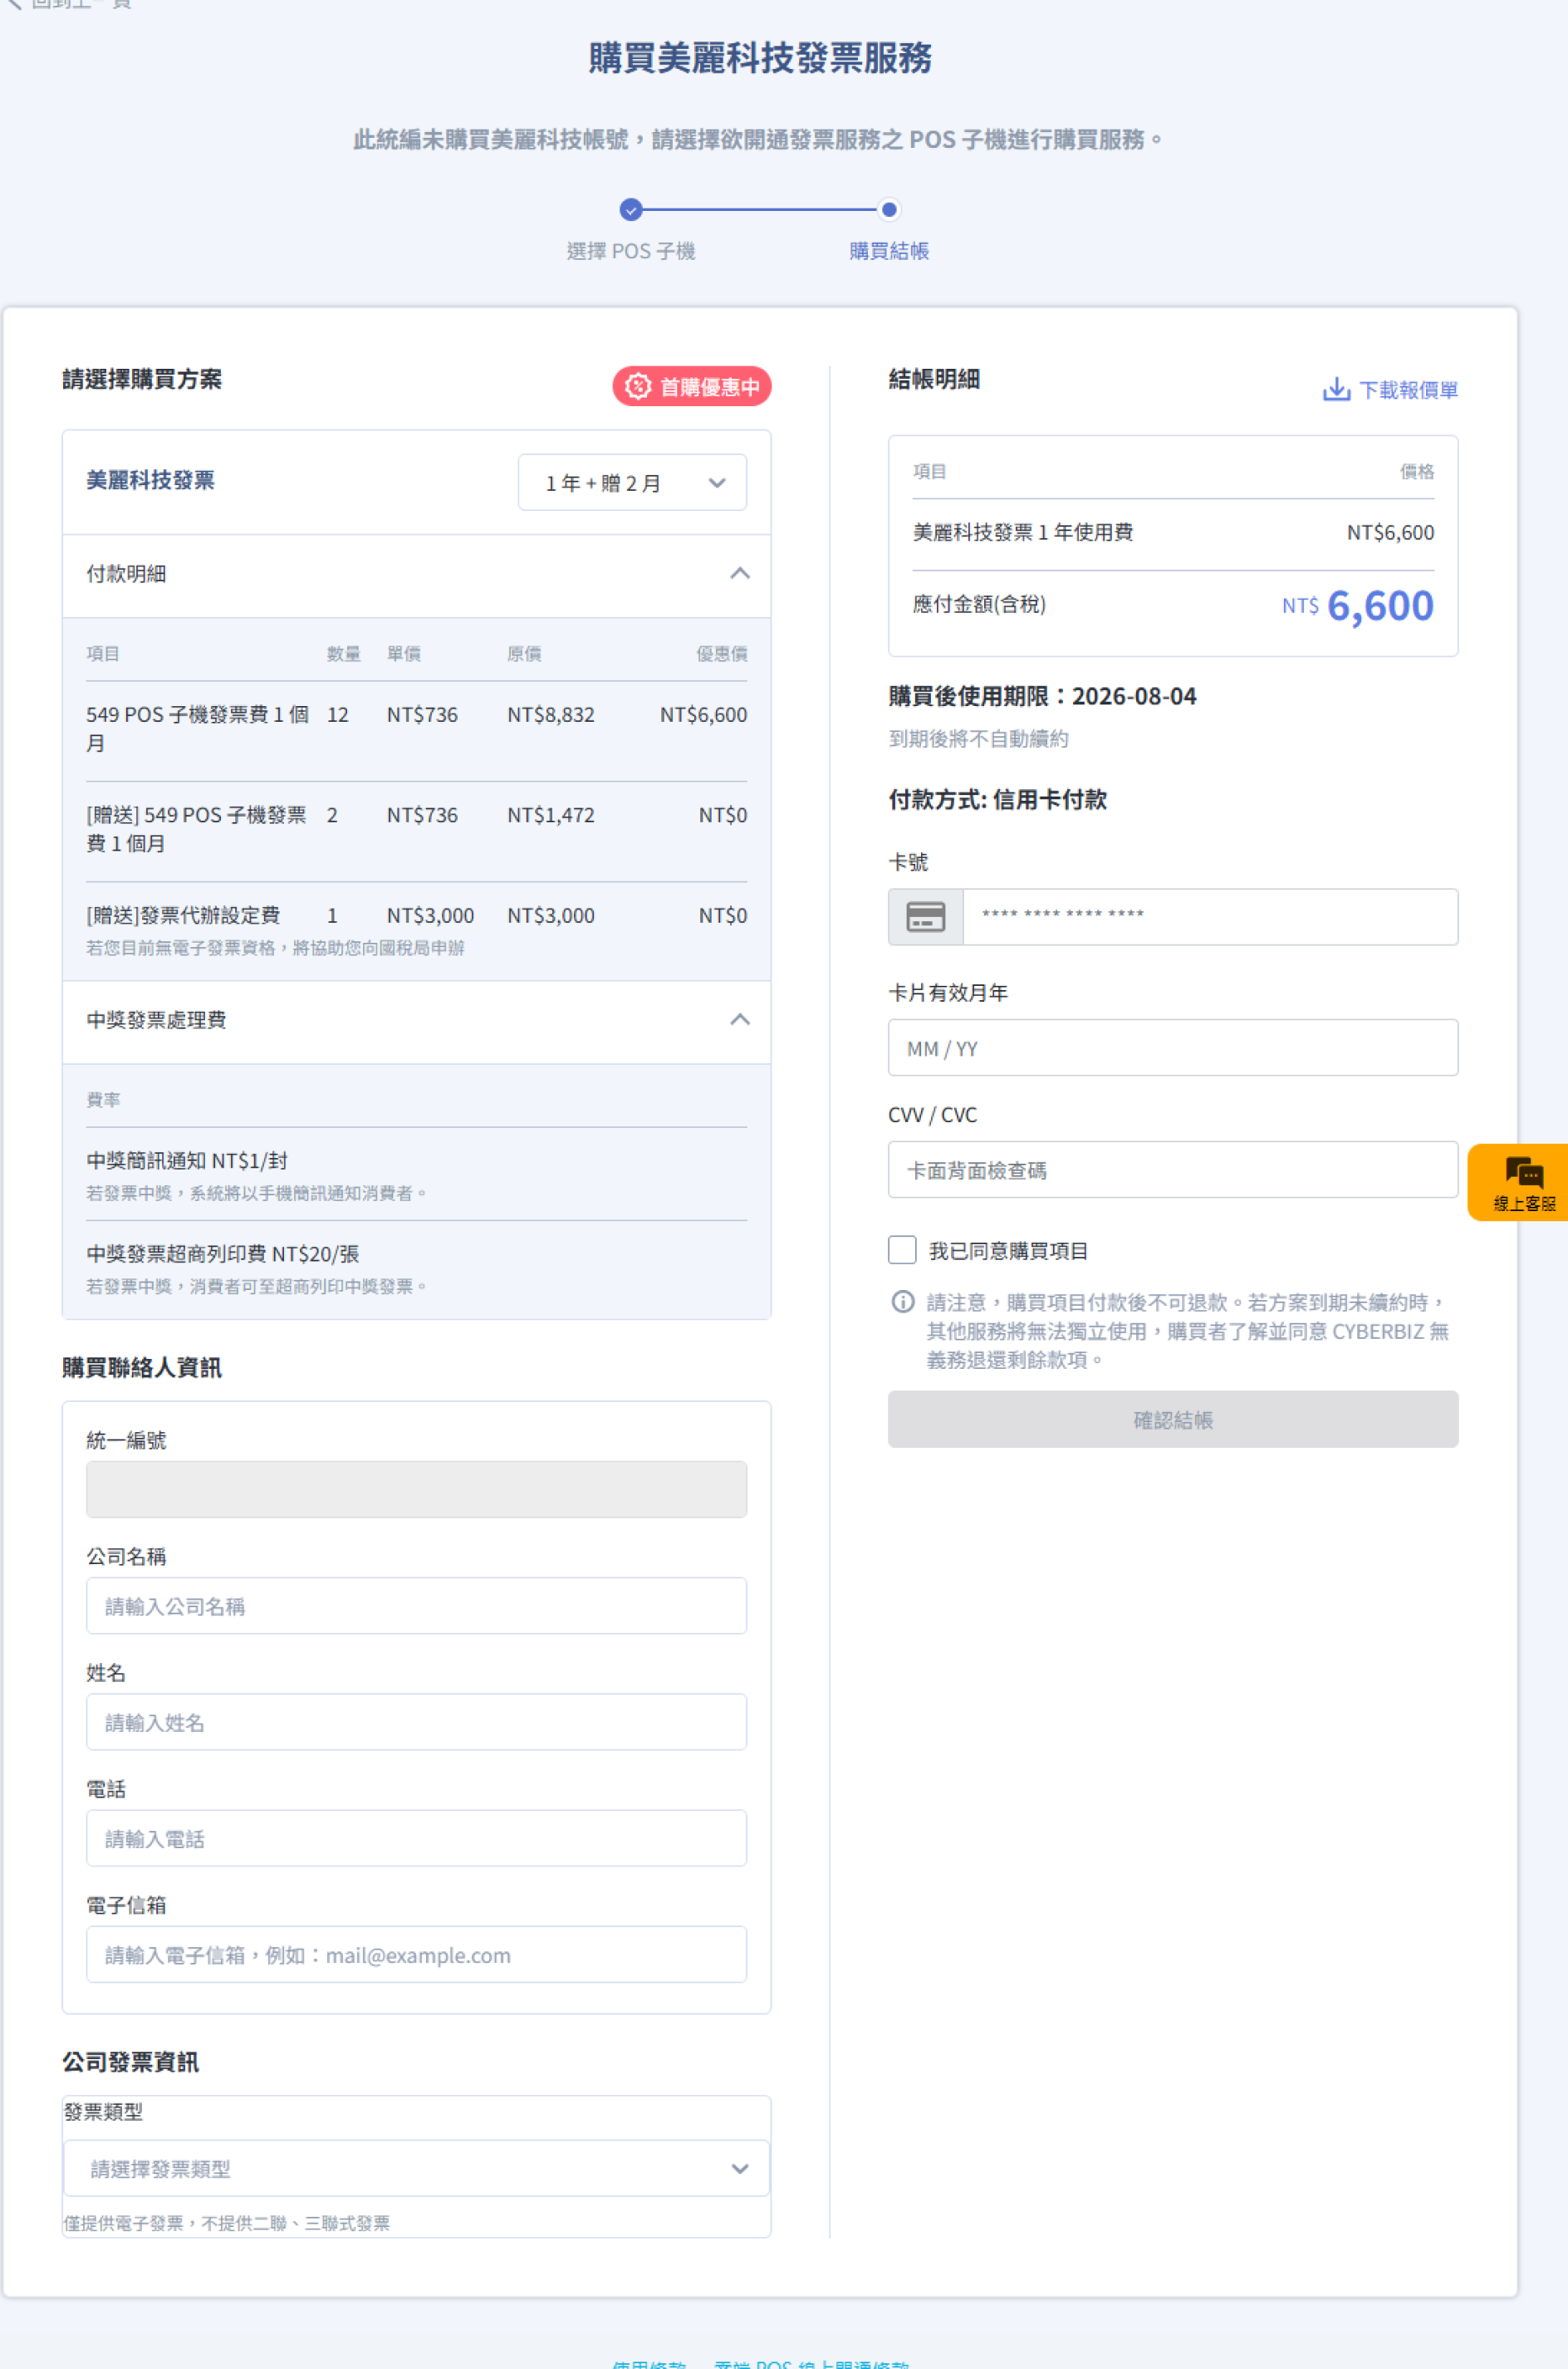 回到上一頁
購買美麗科技發票服務
此統編未購買美麗科技帳號，請選擇欲開通發票服務之 POS 子機進行購買服務。
選擇 POS 子機
購買結帳
請選擇購買方案
首購優惠中
美麗科技發票
1 年 + 贈 2 月
付款明細
項目 數量 單價 原價 優惠價
549 POS 子機發票費 1 個 12 NT$736 NT$8,832 NT$6,600
月
[贈送] 549 POS 子機發票 2 NT$736 NT$1,472 NT$0
費 1 個月
[贈送]發票代辦設定費 1 NT$3,000 NT$3,000 NT$0
若您目前無電子發票資格，將協助您向國稅局申辦
中獎發票處理費
費率
中獎簡訊通知 NT$1/封
若發票中獎，系統將以手機簡訊通知消費者。
中獎發票超商列印費 NT$20/張
若發票中獎，消費者可至超商列印中獎發票。
購買聯絡人資訊
統一編號
公司名稱
請輸入公司名稱
姓名
請輸入姓名
電話
請輸入電話
電子信箱
請輸入電子信箱，例如：mail@example.com
公司發票資訊
發票類型
請選擇發票類型
僅提供電子發票，不提供二聯、三聯式發票
結帳明細
下載報價單
項目 價格
美麗科技發票 1 年使用費 NT$6,600
應付金額(含稅) NT$ 6,600
購買後使用期限：2026-08-04
到期後將不自動續約
付款方式: 信用卡付款
卡號
**** **** **** ****
卡片有效月年
MM / YY
CVV / CVC
卡面背面檢查碼
我已同意購買項目
請注意，購買項目付款後不可退款。若方案到期未續約時，
其他服務將無法獨立使用，購買者了解並同意 CYBERBIZ 無
義務退還剩餘款項。
確認結帳
線上客服
使用條款 雲端 POS 線上開通條款